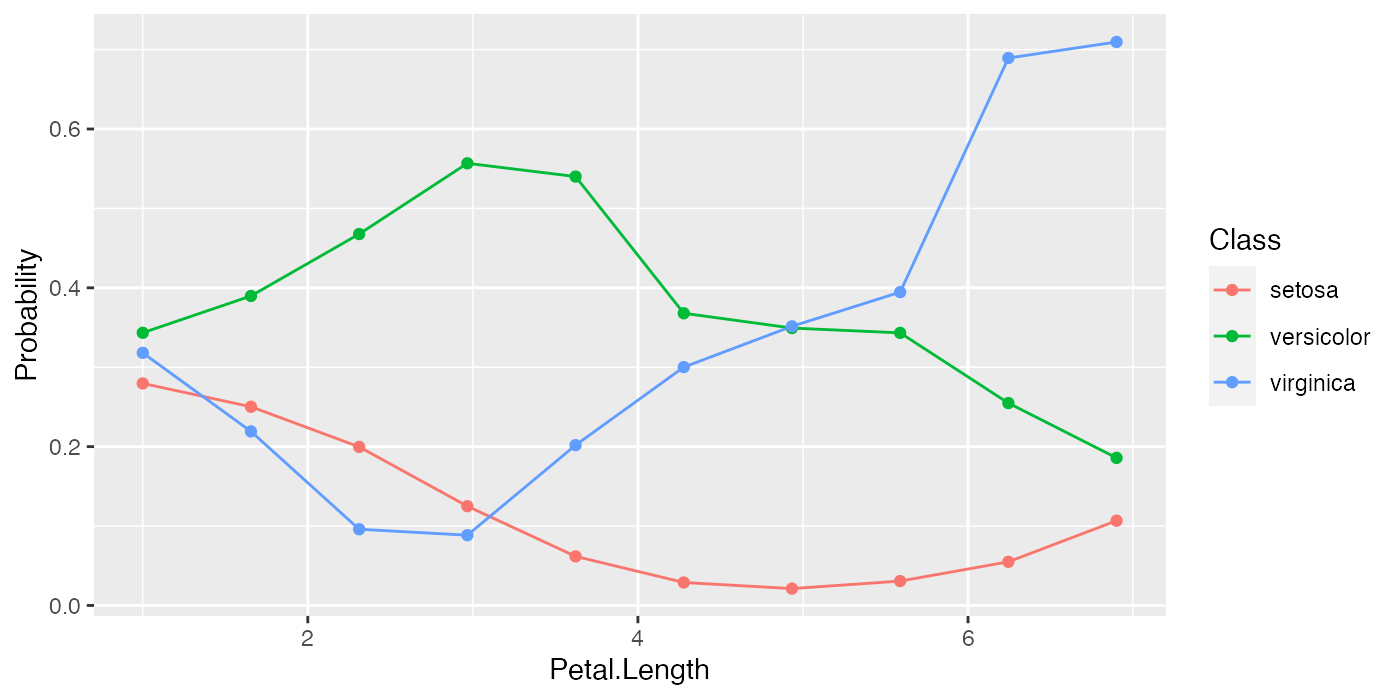 Probability
0.6
0.4
0.2
0.0
2 4 6
Petal.Length
Class
setosa
versicolor
virginica